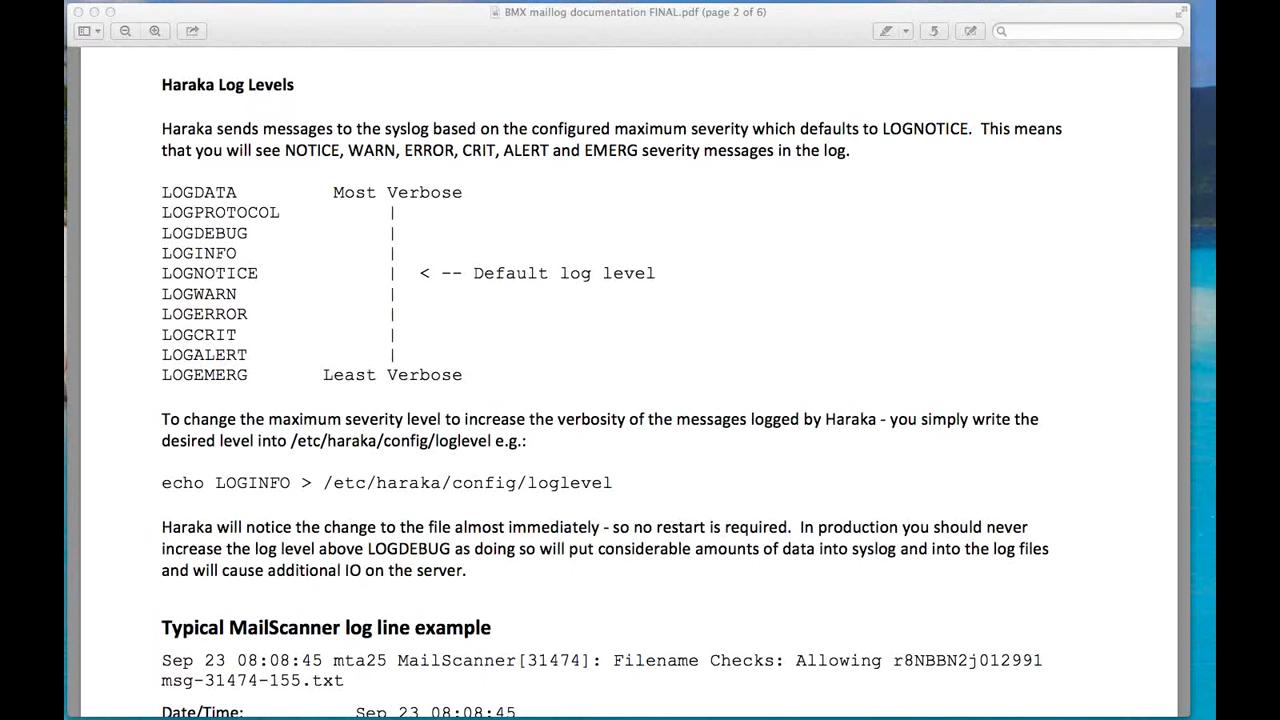 BMX maillog documentation FINAL.pdf (page 2 of 6)
Haraka Log Levels
Haraka sends messages to the syslog based on the configured maximum severity which defaults to LOGNOTICE.  This means
that you will see NOTICE, WARN, ERROR, CRIT, ALERT and EMERG severity messages in the log.
LOGDATA         Most Verbose
LOGPROTOCOL          |
LOGDEBUG             |
LOGINFO              |
LOGNOTICE            |  < -- Default log level
LOGWARN              |
LOGERROR             |
LOGCRIT              |
LOGALERT             |
LOGEMERG       Least Verbose
To change the maximum severity level to increase the verbosity of the messages logged by Haraka - you simply write the
desired level into /etc/haraka/config/loglevel e.g.:
echo LOGINFO > /etc/haraka/config/loglevel
Haraka will notice the change to the file almost immediately - so no restart is required.  In production you should never
increase the log level above LOGDEBUG as doing so will put considerable amounts of data into syslog and into the log files
and will cause additional IO on the server.
Typical MailScanner log line example
Sep 23 08:08:45 mta25 MailScanner[31474]: Filename Checks: Allowing r8NBBN2j012991
msg-31474-155.txt
Date/Time:          Sep 23 08:08:45